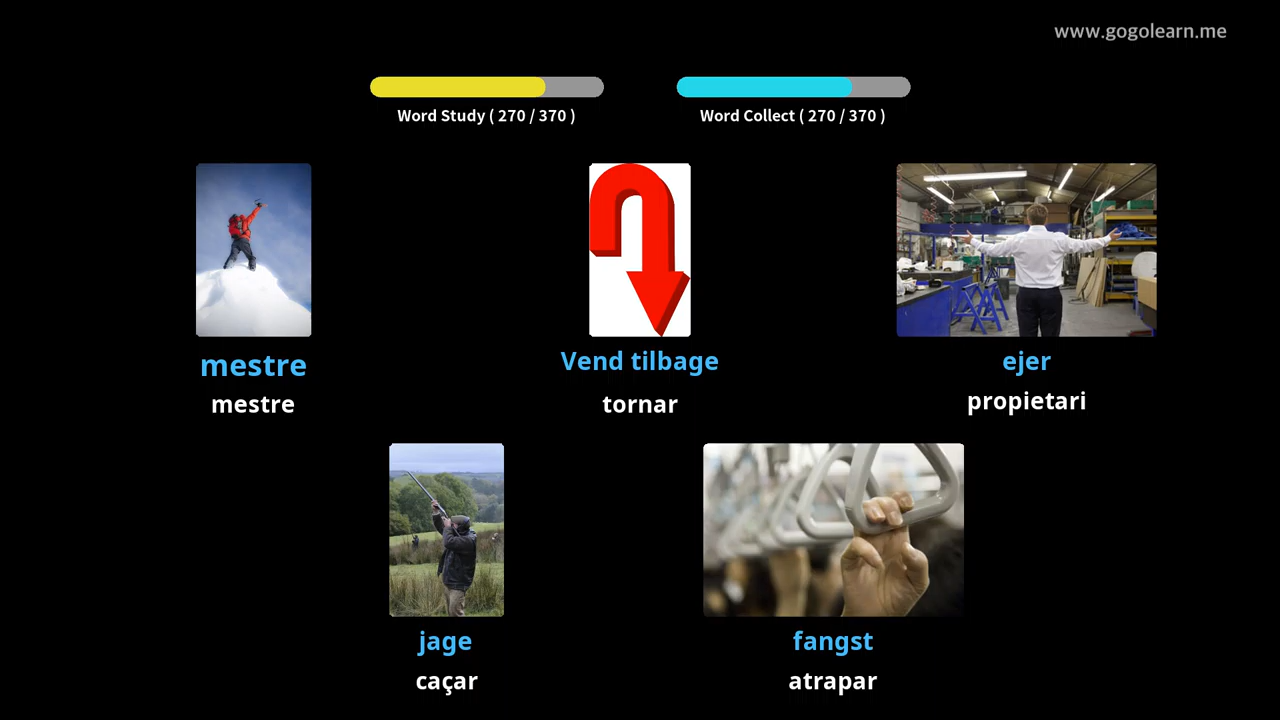 www.gogolearn.me
Word Study ( 270 / 370 )
Word Collect ( 270 / 370 )
mestre
mestre
Vend tilbage
tornar
ejer
propietari
jage
caçar
fangst
atrapar